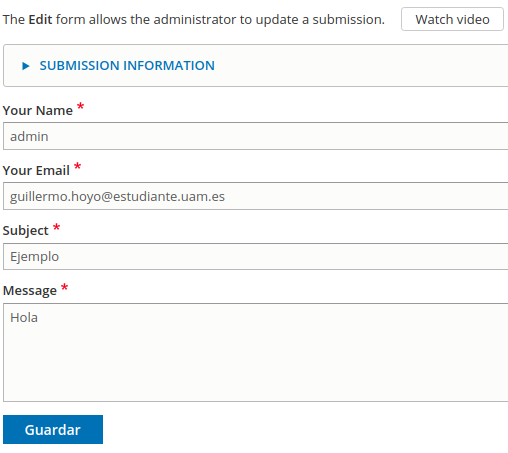 The Edit form allows the administrator to update a submission. Watch video
SUBMISSION INFORMATION
Your Name *
admin
Your Email *
guillermo.hoyo@estudiante.uam.es
Subject *
Ejemplo
Message *
Hola
Guardar